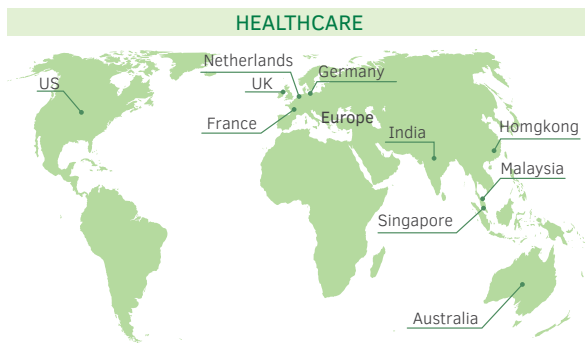 HEALTHCARE
Netherlands
US
UK
Germany
France
Europe
India
Homgkong
Malaysia
Singapore
Australia